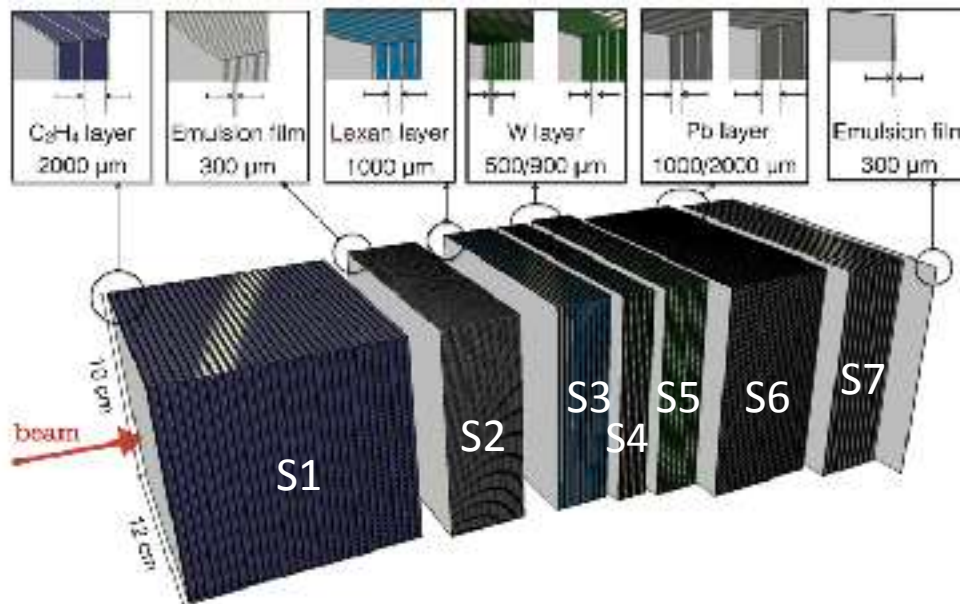 C₂H₄ layer
2000 µm
Emulsion film
300 µm
Lexan layer
1000 µm
W layer
500/900 µm
Pb layer
1000/2000 µm
Emulsion film
300 µm
10 cm
beam
12 cm
S1
S2
S3
S4
S5
S6
S7